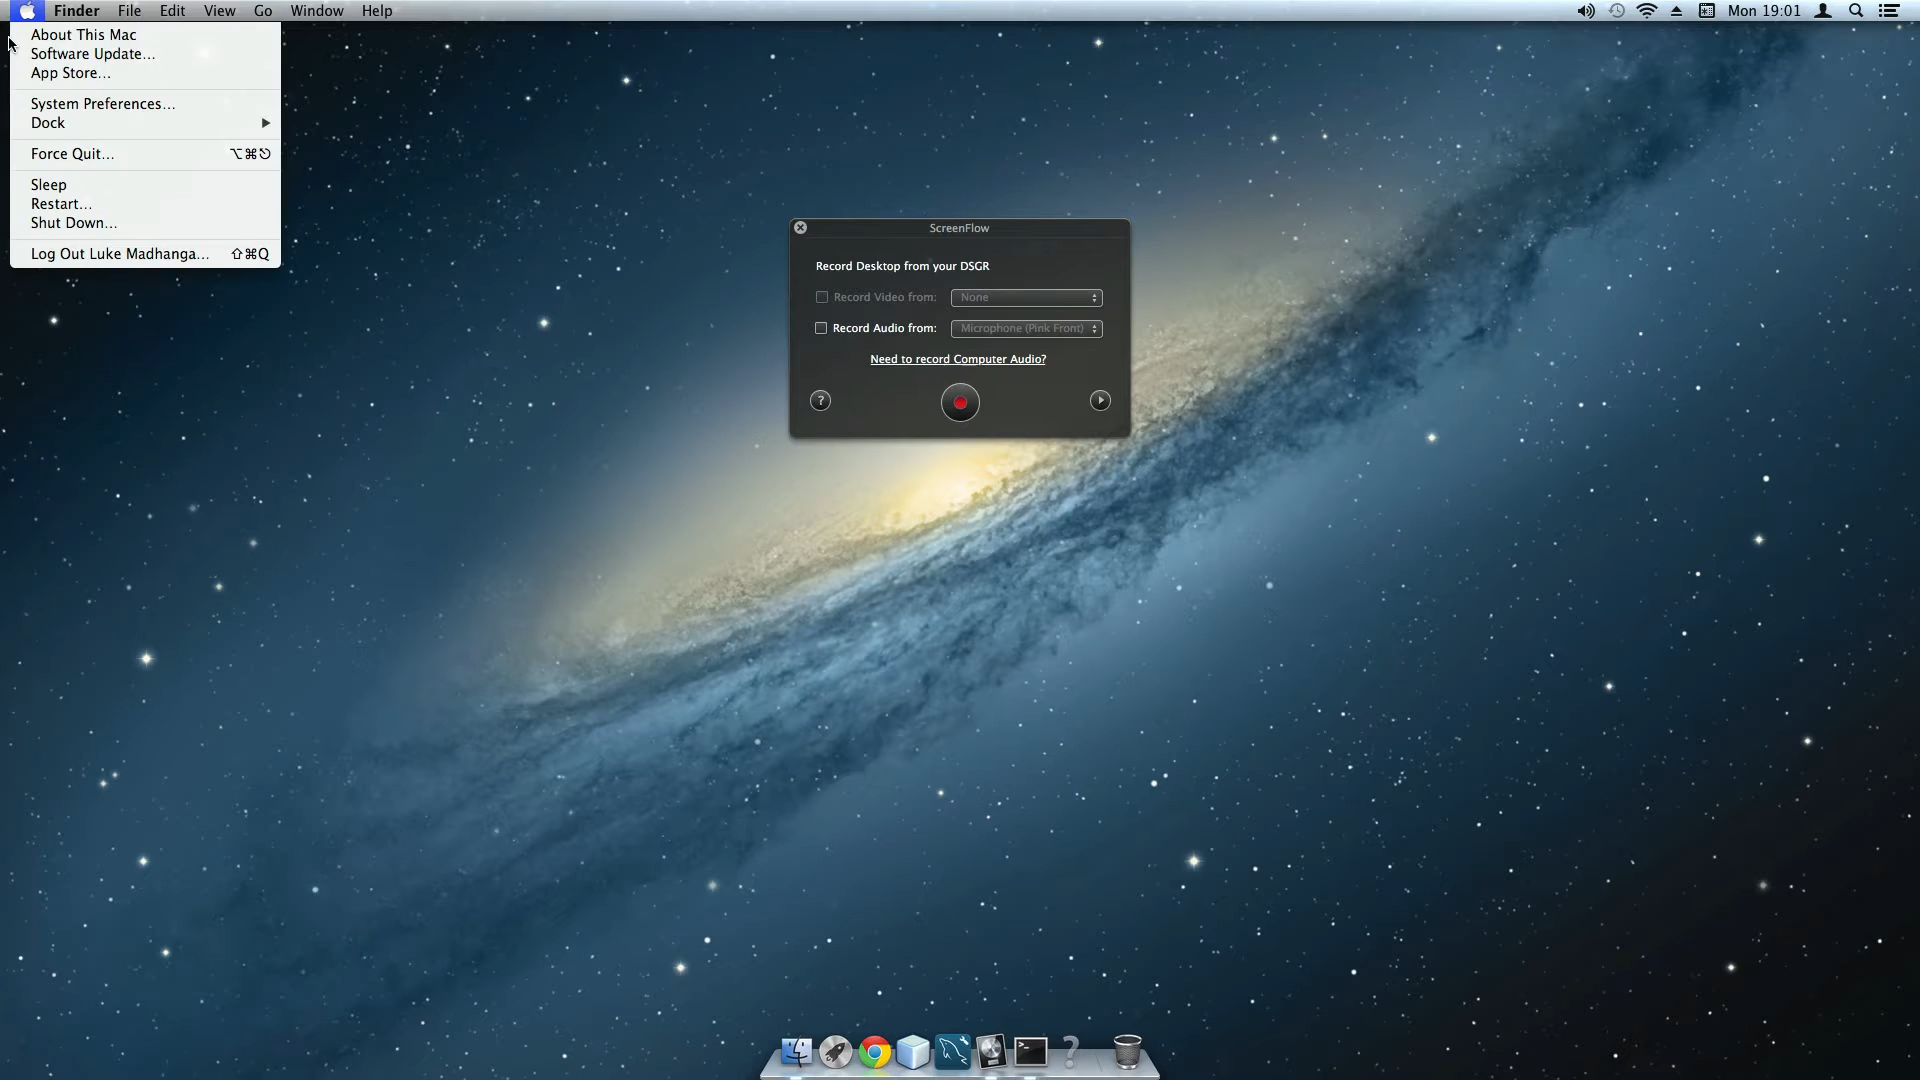 Finder File Edit View Go Window Help Mon 19:01
About This Mac
Software Update...
App Store...
System Preferences...
Dock
Force Quit... ⌥⌘⎋
Sleep
Restart...
Shut Down...
Log Out Luke Madhanga... ⇧⌘Q
ScreenFlow
Record Desktop from your DSGR
Record Video from: None
Record Audio from: Microphone (Pink Front)
Need to record Computer Audio?
?